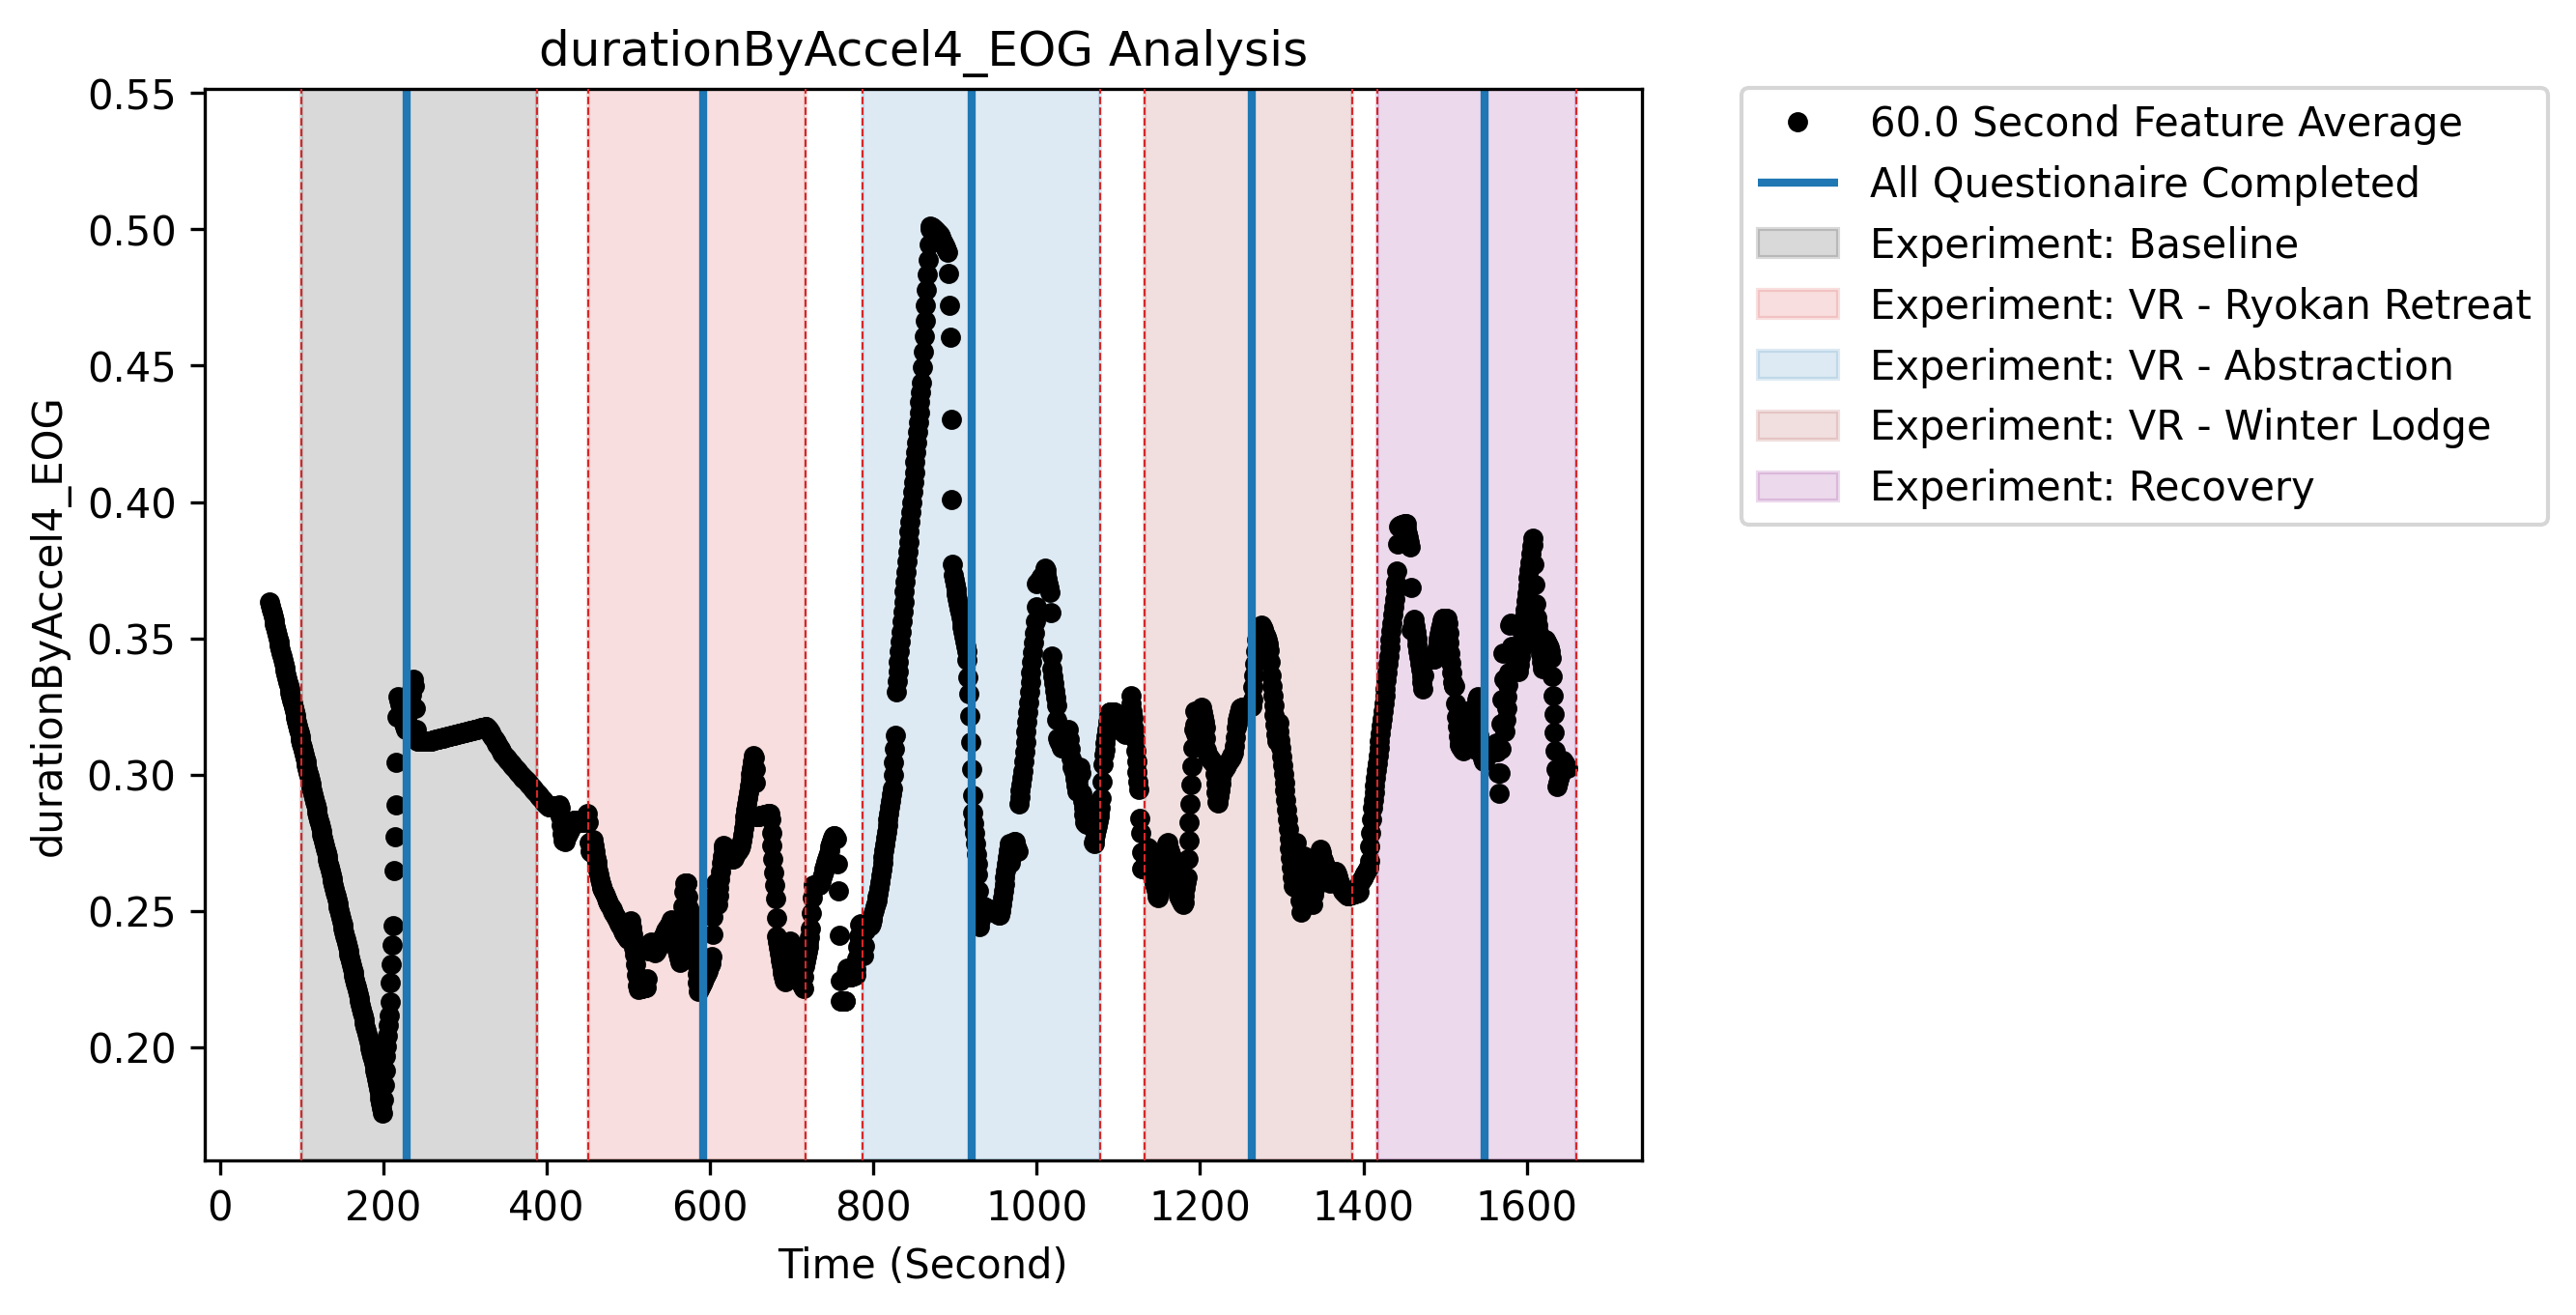 durationByAccel4_EOG Analysis
0.55
0.50
0.45
0.40
0.35
0.30
0.25
0.20
durationByAccel4_EOG
0
200
400
600
800
1000
1200
1400
1600
Time (Second)
60.0 Second Feature Average
All Questionaire Completed
Experiment: Baseline
Experiment: VR - Ryokan Retreat
Experiment: VR - Abstraction
Experiment: VR - Winter Lodge
Experiment: Recovery